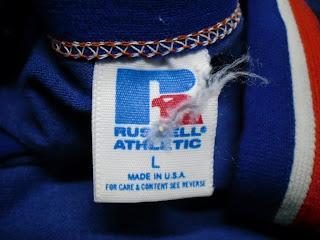 RUSSELL®
ATHLETIC
L
MADE IN U.S.A.
FOR CARE & CONTENT SEE REVERSE